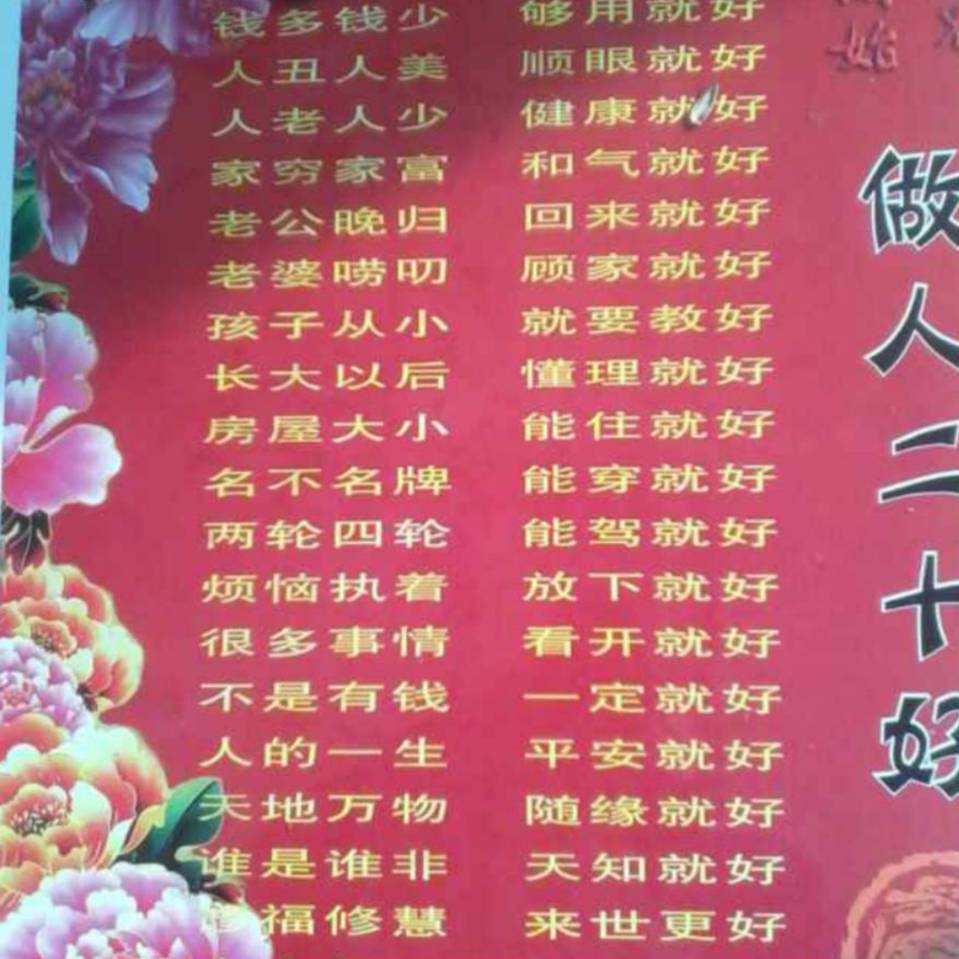 钱多钱少 够用就好
人丑人美 顺眼就好
人老人少 健康就好
家穷家富 和气就好
老公晚归 回来就好
老婆唠叨 顾家就好
孩子从小 就要教好
长大以后 懂理就好
房屋大小 能住就好
名不名牌 能穿就好
两轮四轮 能驾就好
烦恼执着 放下就好
很多事情 看开就好
不是有钱 一定就好
人的一生 平安就好
天地万物 随缘就好
谁是谁非 天知就好
修福修慧 来世更好
做人二十好